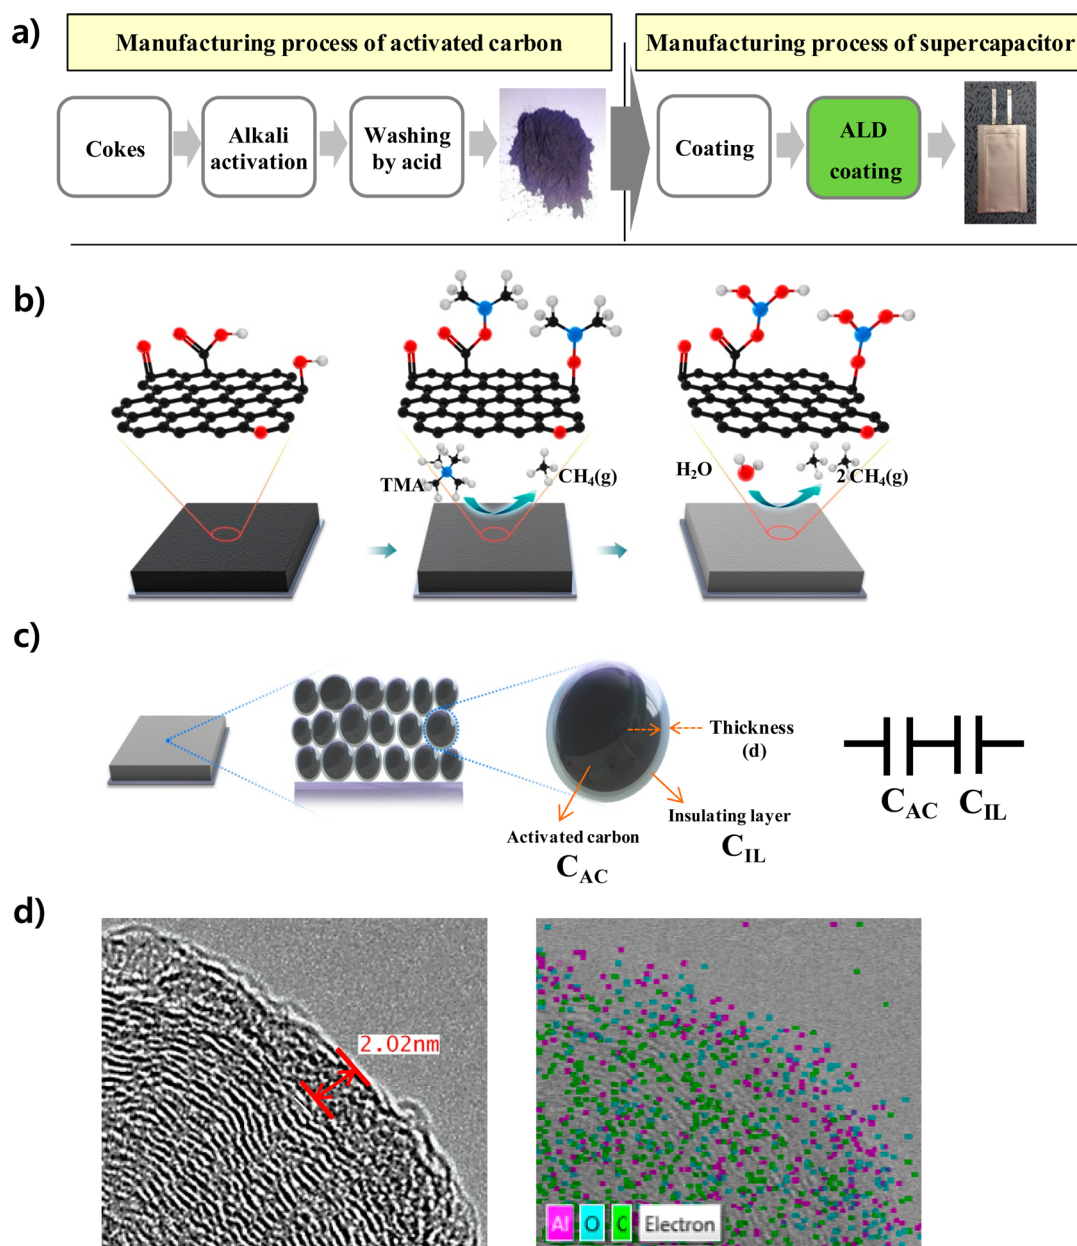 a)
Manufacturing process of activated carbon
Manufacturing process of supercapacitor
Cokes
Alkali
activation
Washing
by acid
Coating
ALD
coating
b)
TMA
CH4(g)
H2O
2 CH4(g)
c)
Thickness
(d)
Activated carbon
CAC
Insulating layer
CIL
CAC
CIL
d)
2.02nm
Al
O
C
Electron